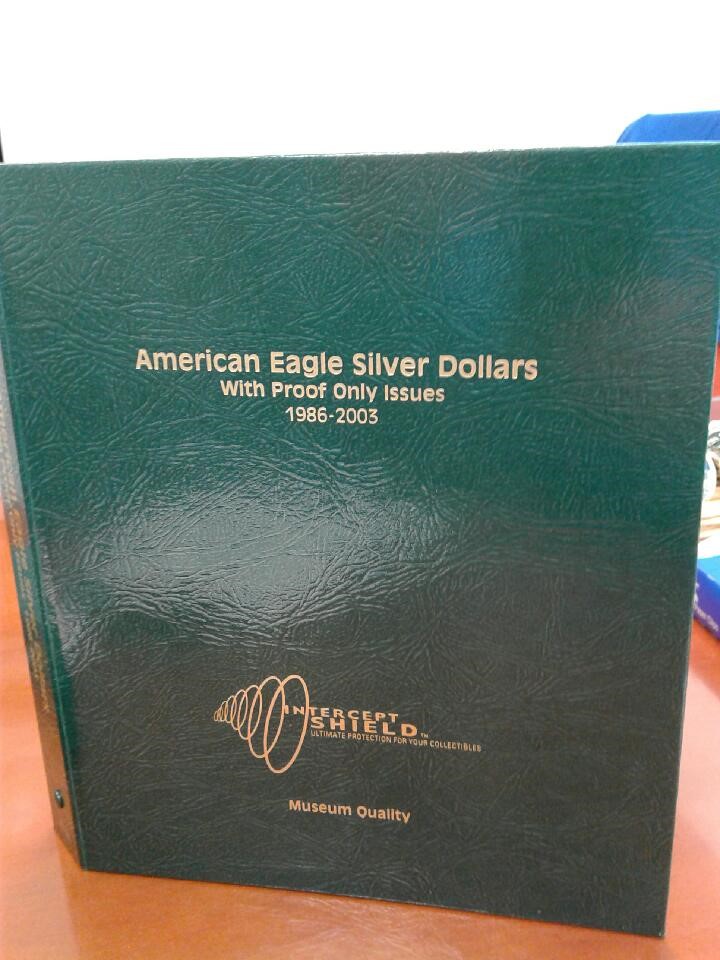 American Eagle Silver Dollars
With Proof Only Issues
1986-2003
INTERCEPT
SHIELD™
ULTIMATE PROTECTION FOR YOUR COLLECTIBLES
Museum Quality